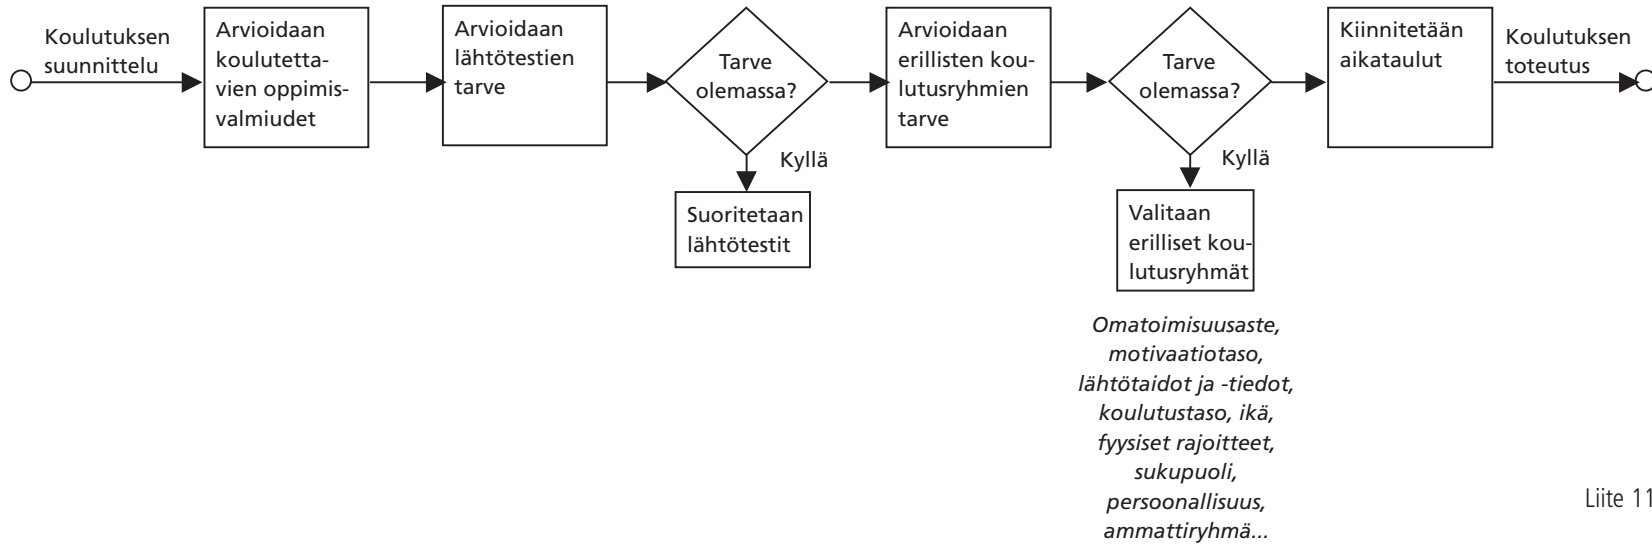 Koulutuksen
suunnittelu
Arvioidaan
koulutetta-
vien oppimis-
valmiudet
Arvioidaan
lähtötestien
tarve
Tarve
olemassa?
Kyllä
Suoritetaan
lähtötestit
Arvioidaan
erillisten kou-
lutusryhmien
tarve
Tarve
olemassa?
Kyllä
Valitaan
erilliset kou-
lutusryhmät
Omatoimisuusaste,
motivaatiotaso,
lähtötaidot ja -tiedot,
koulutustaso, ikä,
fyysiset rajoitteet,
sukupuoli,
persoonallisuus,
ammattiryhmä...
Kiinnitetään
aikataulut
Koulutuksen
toteutus
Liite 11